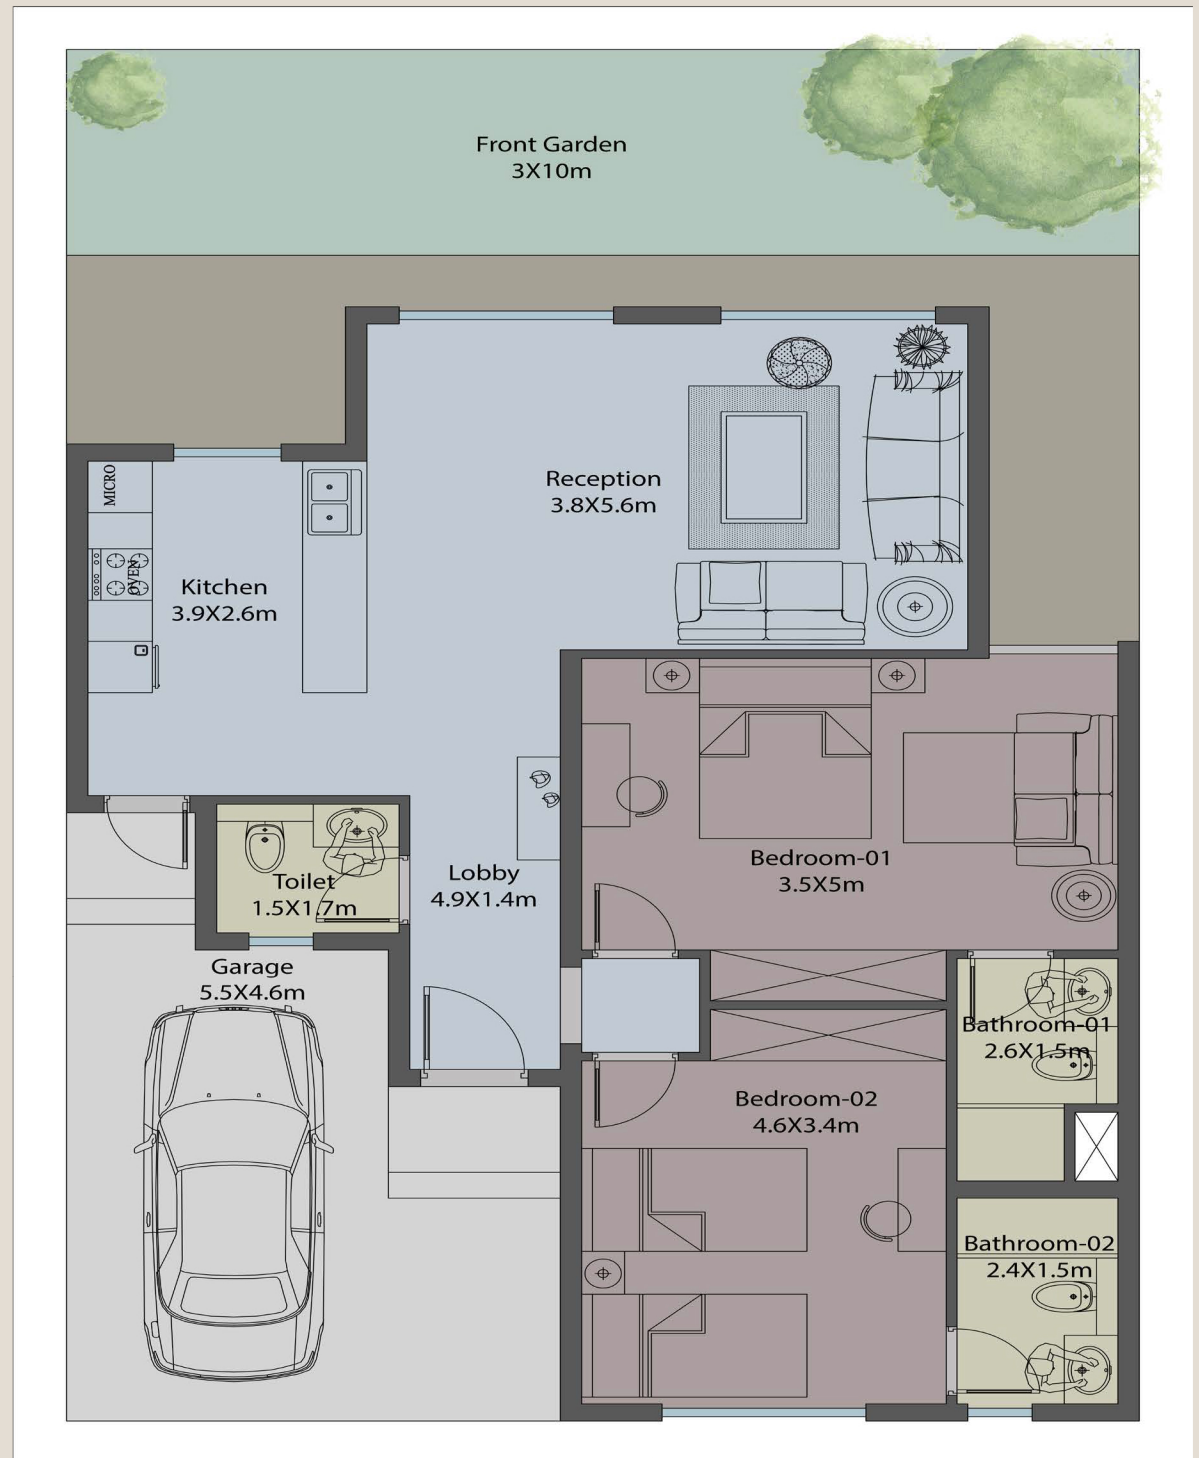 Front Garden
3X10m
MICRO
Reception
3.8X5.6m
OVEN
Kitchen
3.9X2.6m
Bedroom-01
3.5X5m
Lobby
4.9X1.4m
Toilet
1.5X1.7m
Garage
5.5X4.6m
Bathroom-01
2.6X1.5m
Bedroom-02
4.6X3.4m
Bathroom-02
2.4X1.5m